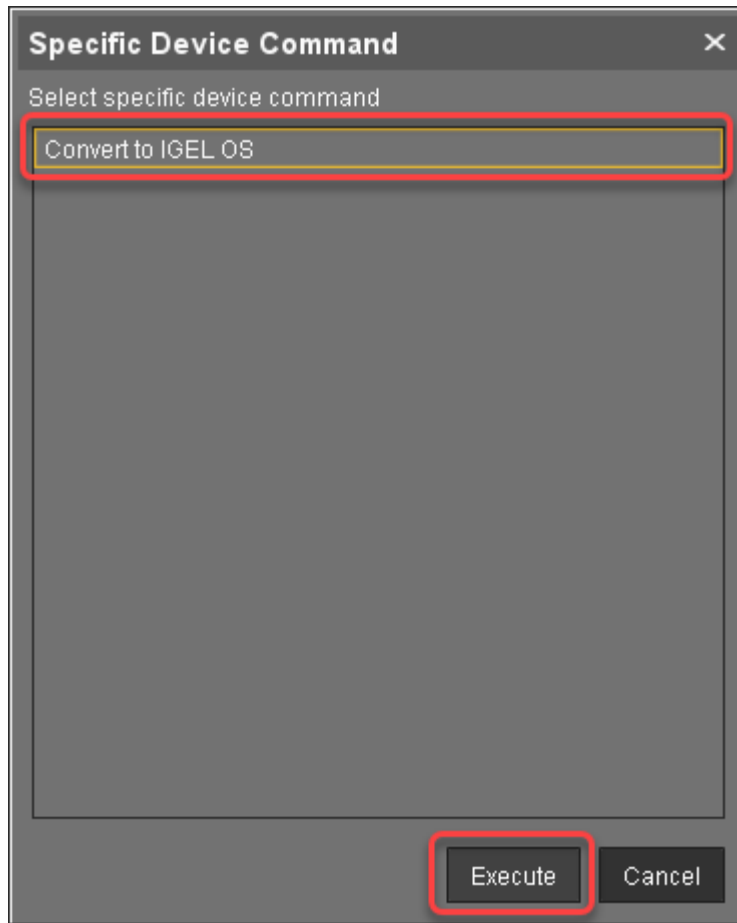 Specific Device Command ×
Select specific device command
Convert to IGEL OS
Execute Cancel